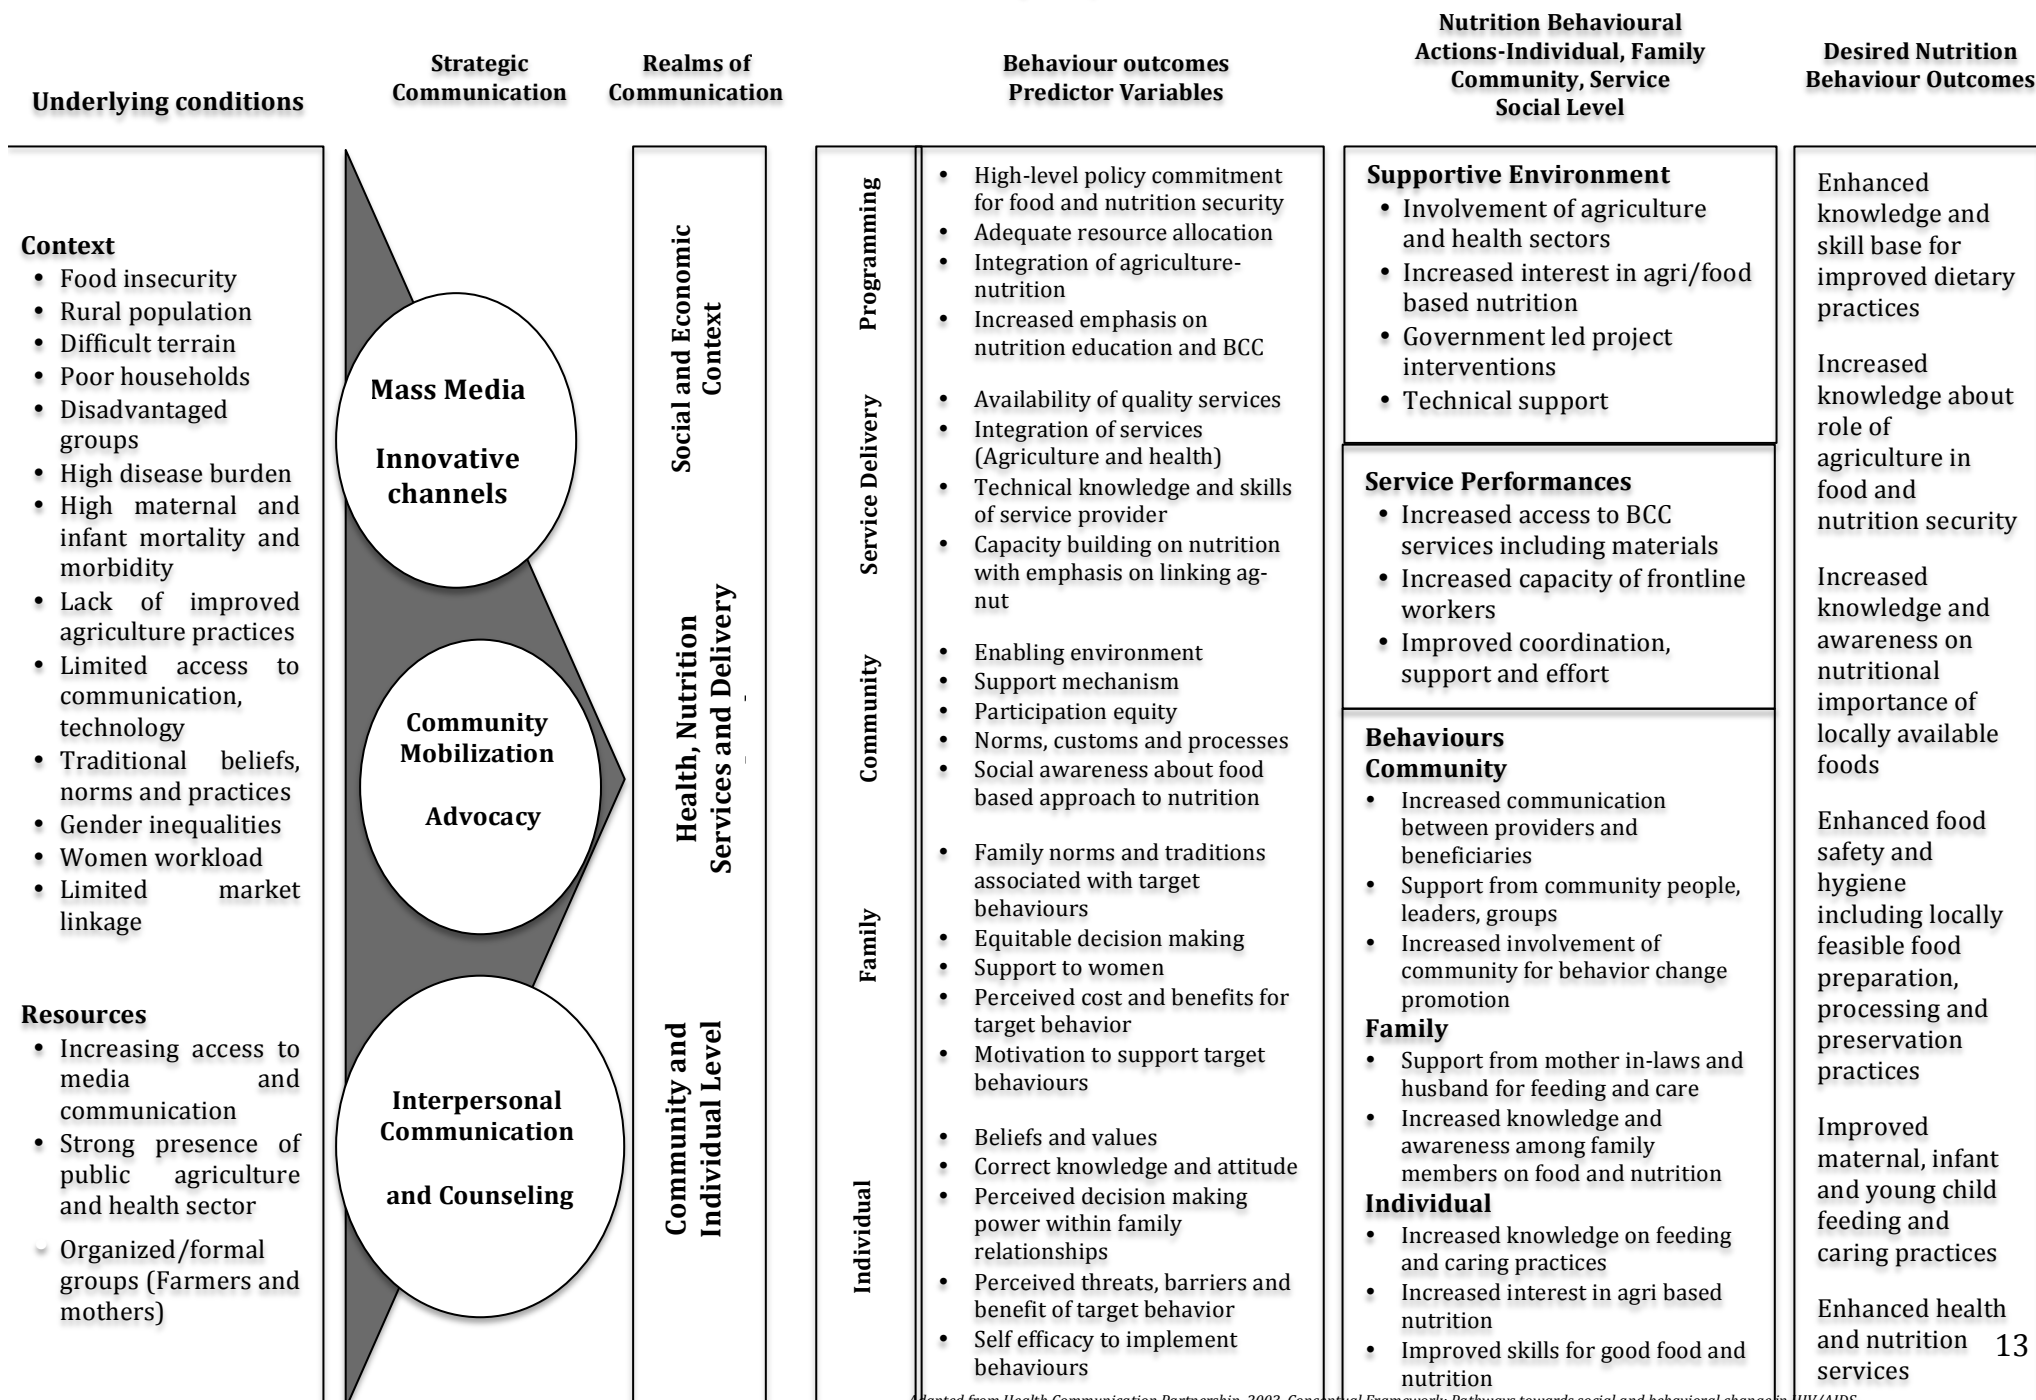 Underlying conditions
Strategic
Communication
Realms of
Communication
Behaviour outcomes
Predictor Variables
Nutrition Behavioural
Actions-Individual, Family
Community, Service
Social Level
Desired Nutrition
Behaviour Outcomes
Context
• Food insecurity
• Rural population
• Difficult terrain
• Poor households
• Disadvantaged
groups
• High disease burden
• High maternal and
infant mortality and
morbidity
• Lack of improved
agriculture practices
• Limited access to
communication,
technology
• Traditional beliefs,
norms and practices
• Gender inequalities
• Women workload
• Limited market
linkage
Resources
• Increasing access to
media and
communication
• Strong presence of
public agriculture
and health sector
• Organized/formal
groups (Farmers and
mothers)
Mass Media
Innovative
channels
Community
Mobilization
Advocacy
Interpersonal
Communication
and Counseling
Social and Economic
Context
Health, Nutrition
Services and Delivery
Community and
Individual Level
Programming
• High-level policy commitment
for food and nutrition security
• Adequate resource allocation
• Integration of agriculture-
nutrition
• Increased emphasis on
nutrition education and BCC
Service Delivery
• Availability of quality services
• Integration of services
(Agriculture and health)
• Technical knowledge and skills
of service provider
• Capacity building on nutrition
with emphasis on linking ag-
nut
Community
• Enabling environment
• Support mechanism
• Participation equity
• Norms, customs and processes
• Social awareness about food
based approach to nutrition
Family
• Family norms and traditions
associated with target
behaviours
• Equitable decision making
• Support to women
• Perceived cost and benefits for
target behavior
• Motivation to support target
behaviours
Individual
• Beliefs and values
• Correct knowledge and attitude
• Perceived decision making
power within family
relationships
• Perceived threats, barriers and
benefit of target behavior
• Self efficacy to implement
behaviours
Supportive Environment
• Involvement of agriculture
and health sectors
• Increased interest in agri/food
based nutrition
• Government led project
interventions
• Technical support
Service Performances
• Increased access to BCC
services including materials
• Increased capacity of frontline
workers
• Improved coordination,
support and effort
Behaviours
Community
• Increased communication
between providers and
beneficiaries
• Support from community people,
leaders, groups
• Increased involvement of
community for behavior change
promotion
Family
• Support from mother in-laws and
husband for feeding and care
• Increased knowledge and
awareness among family
members on food and nutrition
Individual
• Increased knowledge on feeding
and caring practices
• Increased interest in agri based
nutrition
• Improved skills for good food and
nutrition
Enhanced
knowledge and
skill base for
improved dietary
practices
Increased
knowledge about
role of
agriculture in
food and
nutrition security
Increased
knowledge and
awareness on
nutritional
importance of
locally available
foods
Enhanced food
safety and
hygiene
including locally
feasible food
preparation,
processing and
preservation
practices
Improved
maternal, infant
and young child
feeding and
caring practices
Enhanced health
and nutrition
services
13
Adapted from Health Communication Partnership, 2003, Conceptual Framework: Pathways towards social and behavioral change in HIV/AIDS